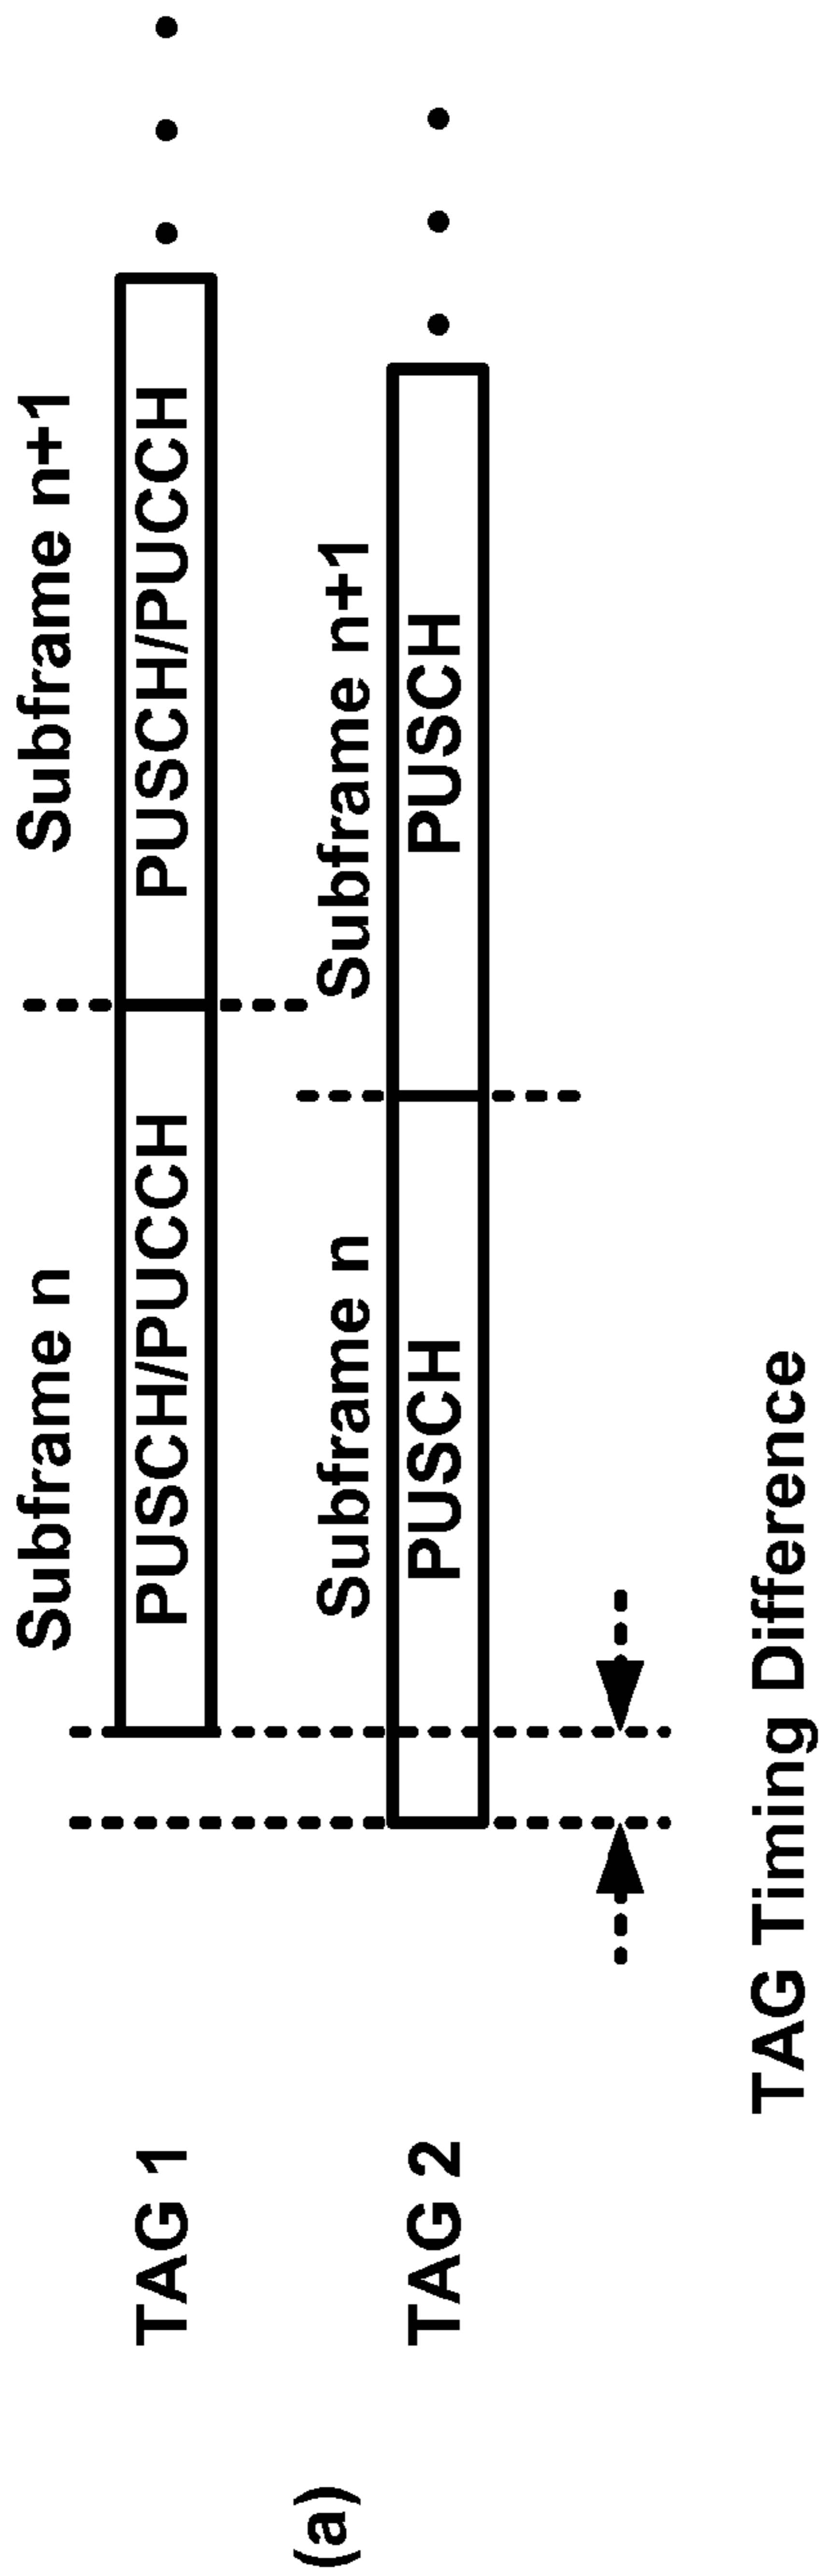 Subframe n
Subframe n+1
TAG 1
PUSCH/PUCCH
PUSCH/PUCCH
(a)
Subframe n
Subframe n+1
TAG 2
PUSCH
PUSCH
TAG Timing Difference